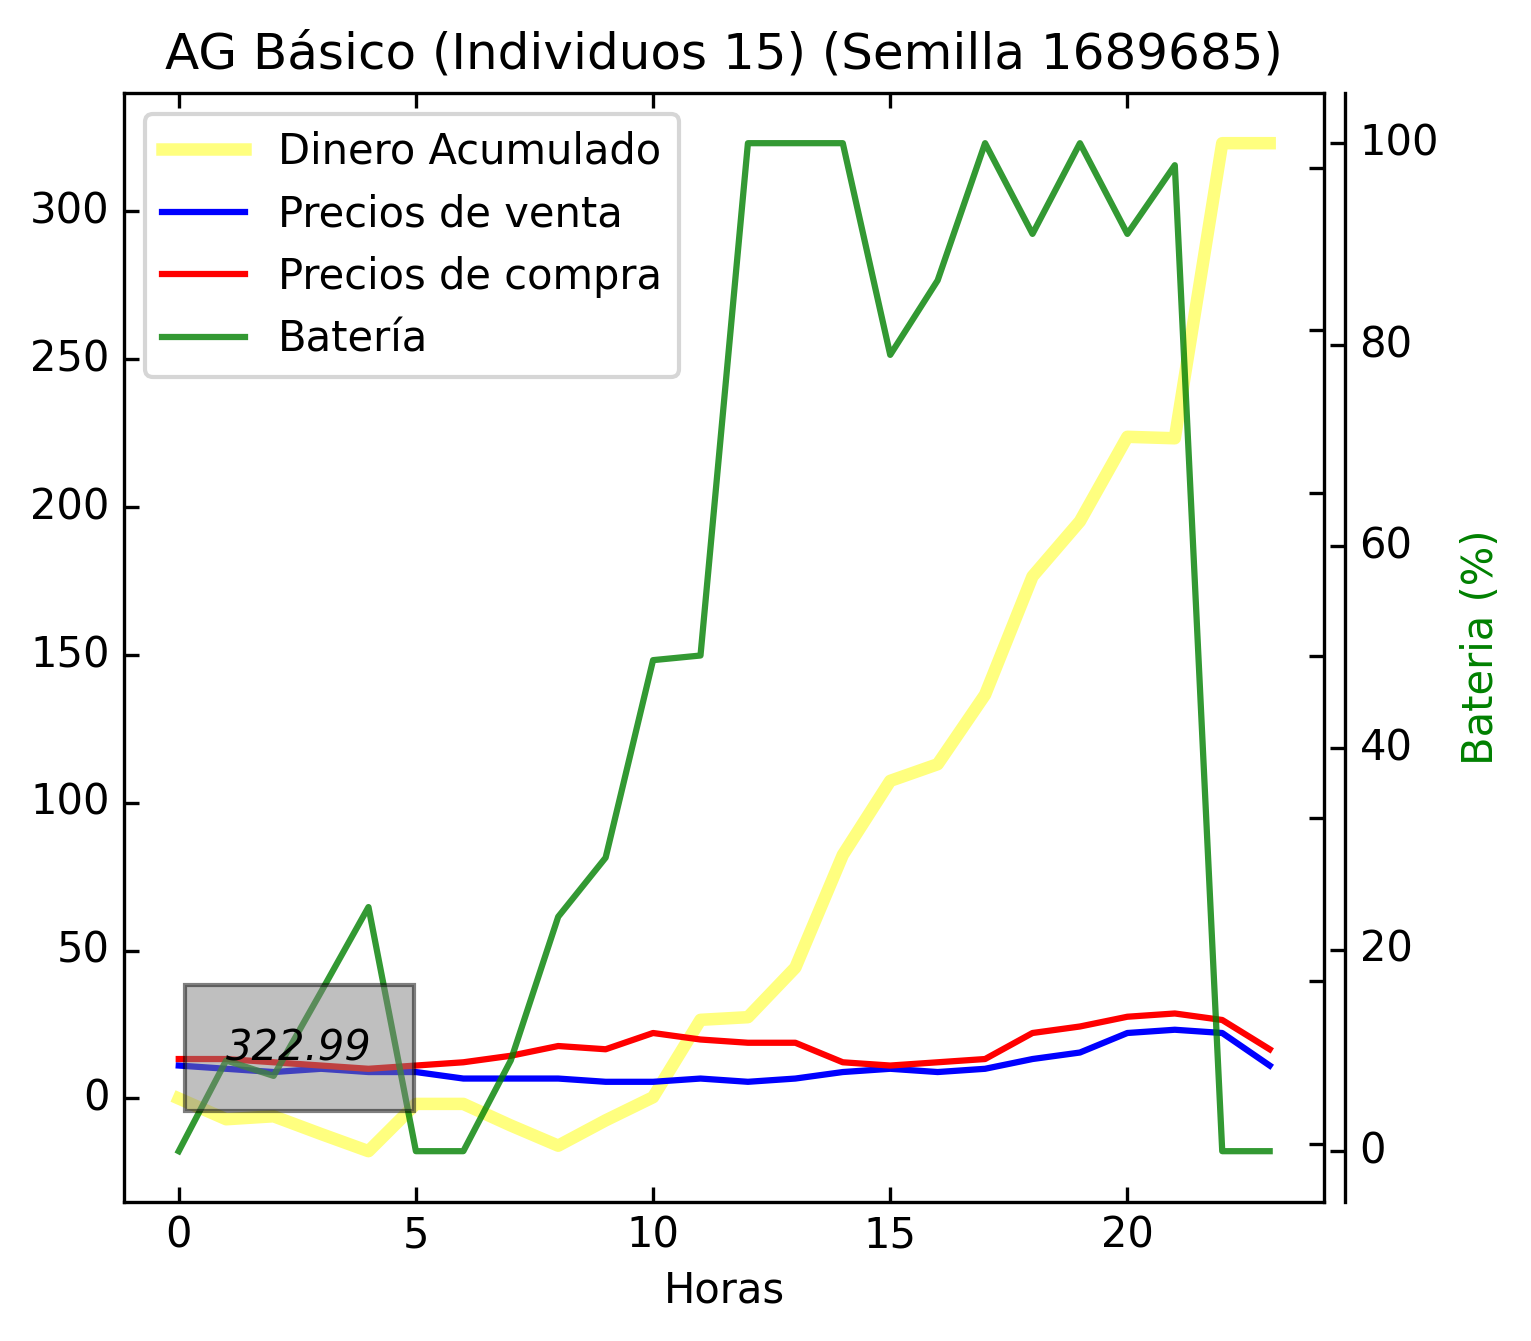 AG Básico (Individuos 15) (Semilla 1689685)
Dinero Acumulado
Precios de venta
Precios de compra
Batería
300
250
200
150
100
50
0
322.99
100
80
60
40
20
0
Bateria (%)
0 5 10 15 20
Horas